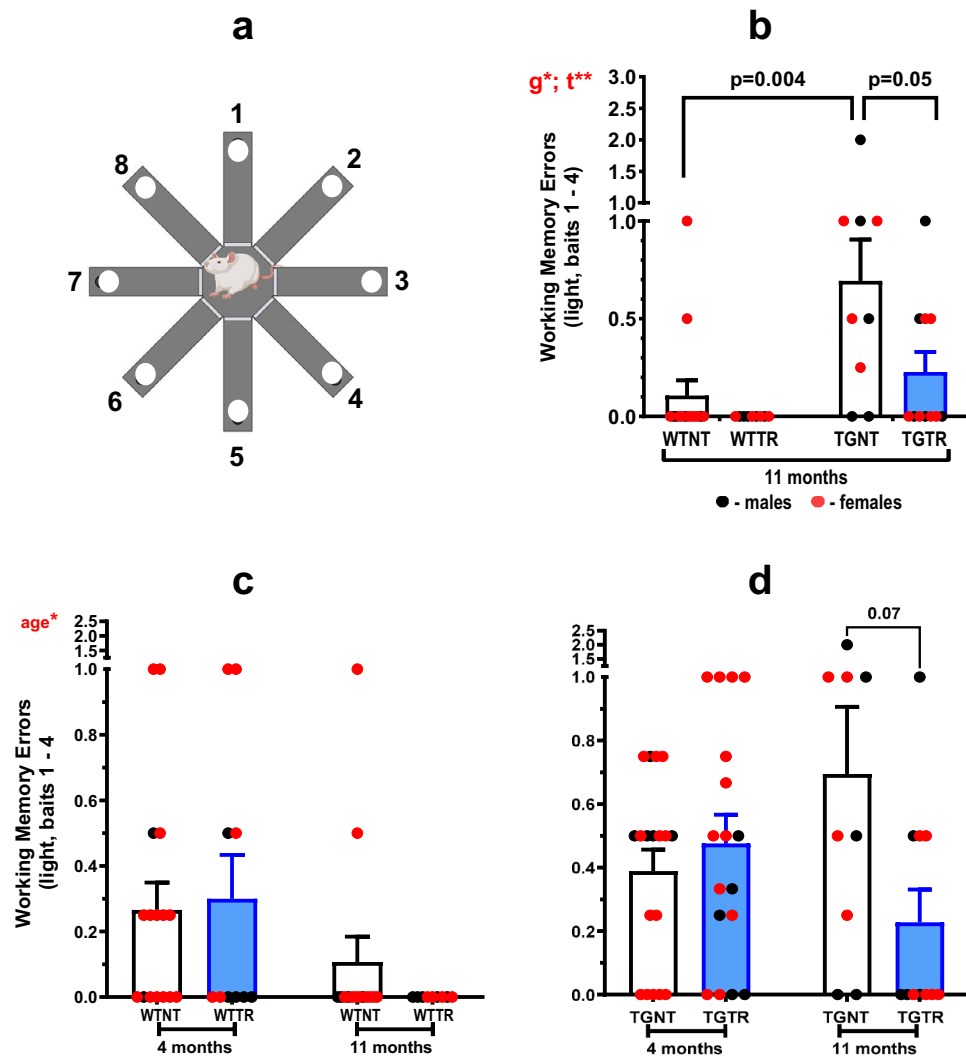 a
1
2
3
4
5
6
7
8
b
g*; t**
p=0.004
p=0.05
Working Memory Errors
(light, baits 1 - 4)
3.0
2.5
2.0
1.5
1.0
1.0
0.5
0.0
WTNT WTTR TGNT TGTR
11 months
- males - females
c
age*
Working Memory Errors
(light, baits 1 - 4
2.5
2.0
1.5
1.0
0.8
0.6
0.4
0.2
0.0
WTNT WTTR WTNT WTTR
4 months 11 months
d
0.07
2.5
2.0
1.5
1.0
0.8
0.6
0.4
0.2
0.0
TGNT TGTR TGNT TGTR
4 months 11 months